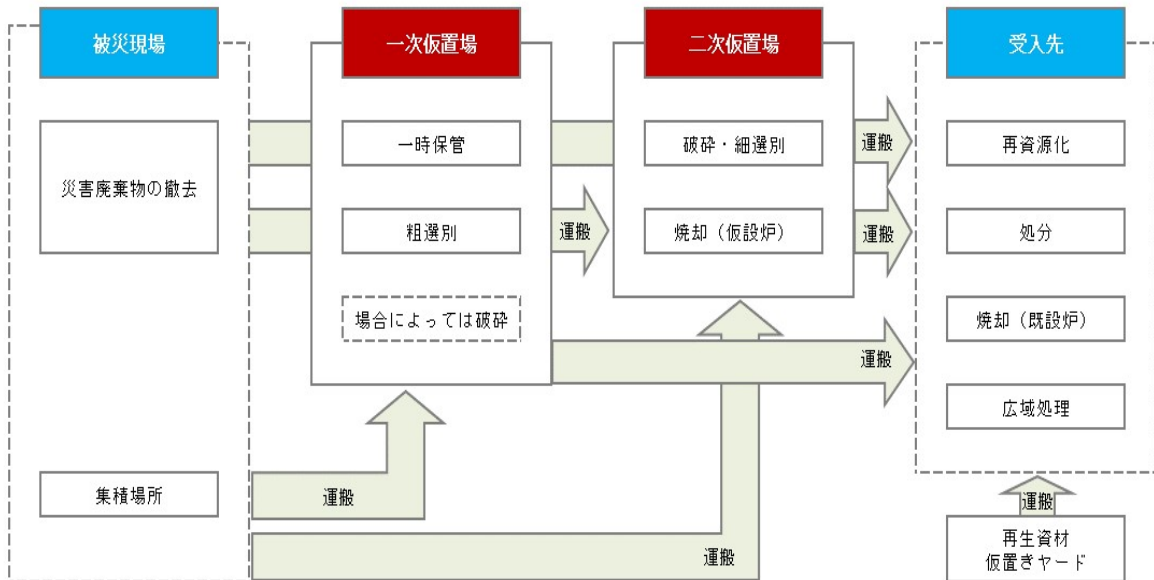 被災現場
災害廃棄物の撤去
集積場所
一次仮置場
一時保管
粗選別
場合によっては破砕
運搬
運搬
運搬
二次仮置場
破砕・細選別
焼却（仮設炉）
運搬
運搬
運搬
受入先
再資源化
処分
焼却（既設炉）
広域処理
運搬
再生資材
仮置きヤード